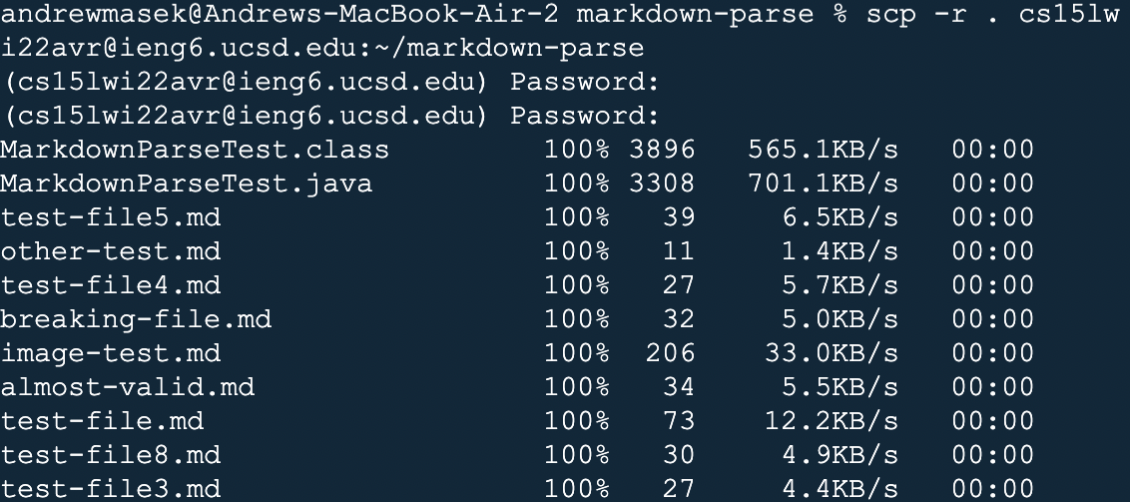 andrewmasek@Andrews-MacBook-Air-2 markdown-parse % scp -r . cs15lw
i22avr@ieng6.ucsd.edu:~/markdown-parse
(cs15lwi22avr@ieng6.ucsd.edu) Password:
(cs15lwi22avr@ieng6.ucsd.edu) Password:
MarkdownParseTest.class 100% 3896 565.1KB/s 00:00
MarkdownParseTest.java 100% 3308 701.1KB/s 00:00
test-file5.md 100% 39 6.5KB/s 00:00
other-test.md 100% 11 1.4KB/s 00:00
test-file4.md 100% 27 5.7KB/s 00:00
breaking-file.md 100% 32 5.0KB/s 00:00
image-test.md 100% 206 33.0KB/s 00:00
almost-valid.md 100% 34 5.5KB/s 00:00
test-file.md 100% 73 12.2KB/s 00:00
test-file8.md 100% 30 4.9KB/s 00:00
test-file3.md 100% 27 4.4KB/s 00:00